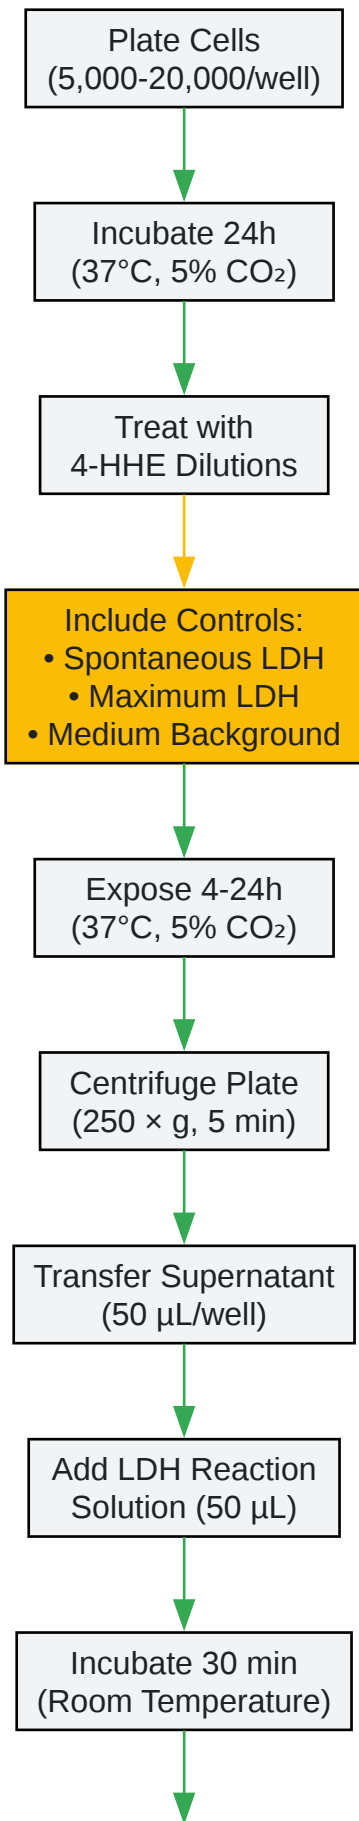 Plate Cells
(5,000-20,000/well)
Incubate 24h
(37°C, 5% CO₂)
Treat with
4-HHE Dilutions
Include Controls:
• Spontaneous LDH
• Maximum LDH
• Medium Background
Expose 4-24h
(37°C, 5% CO₂)
Centrifuge Plate
(250 × g, 5 min)
Transfer Supernatant
(50 µL/well)
Add LDH Reaction
Solution (50 µL)
Incubate 30 min
(Room Temperature)